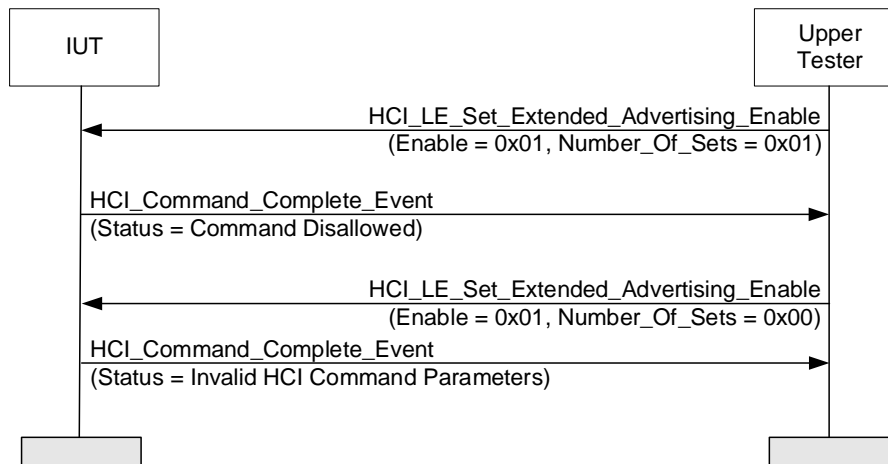 IUT
Upper
Tester
HCI_LE_Set_Extended_Advertising_Enable
(Enable = 0x01, Number_Of_Sets = 0x01)
HCI_Command_Complete_Event
(Status = Command Disallowed)
HCI_LE_Set_Extended_Advertising_Enable
(Enable = 0x01, Number_Of_Sets = 0x00)
HCI_Command_Complete_Event
(Status = Invalid HCI Command Parameters)